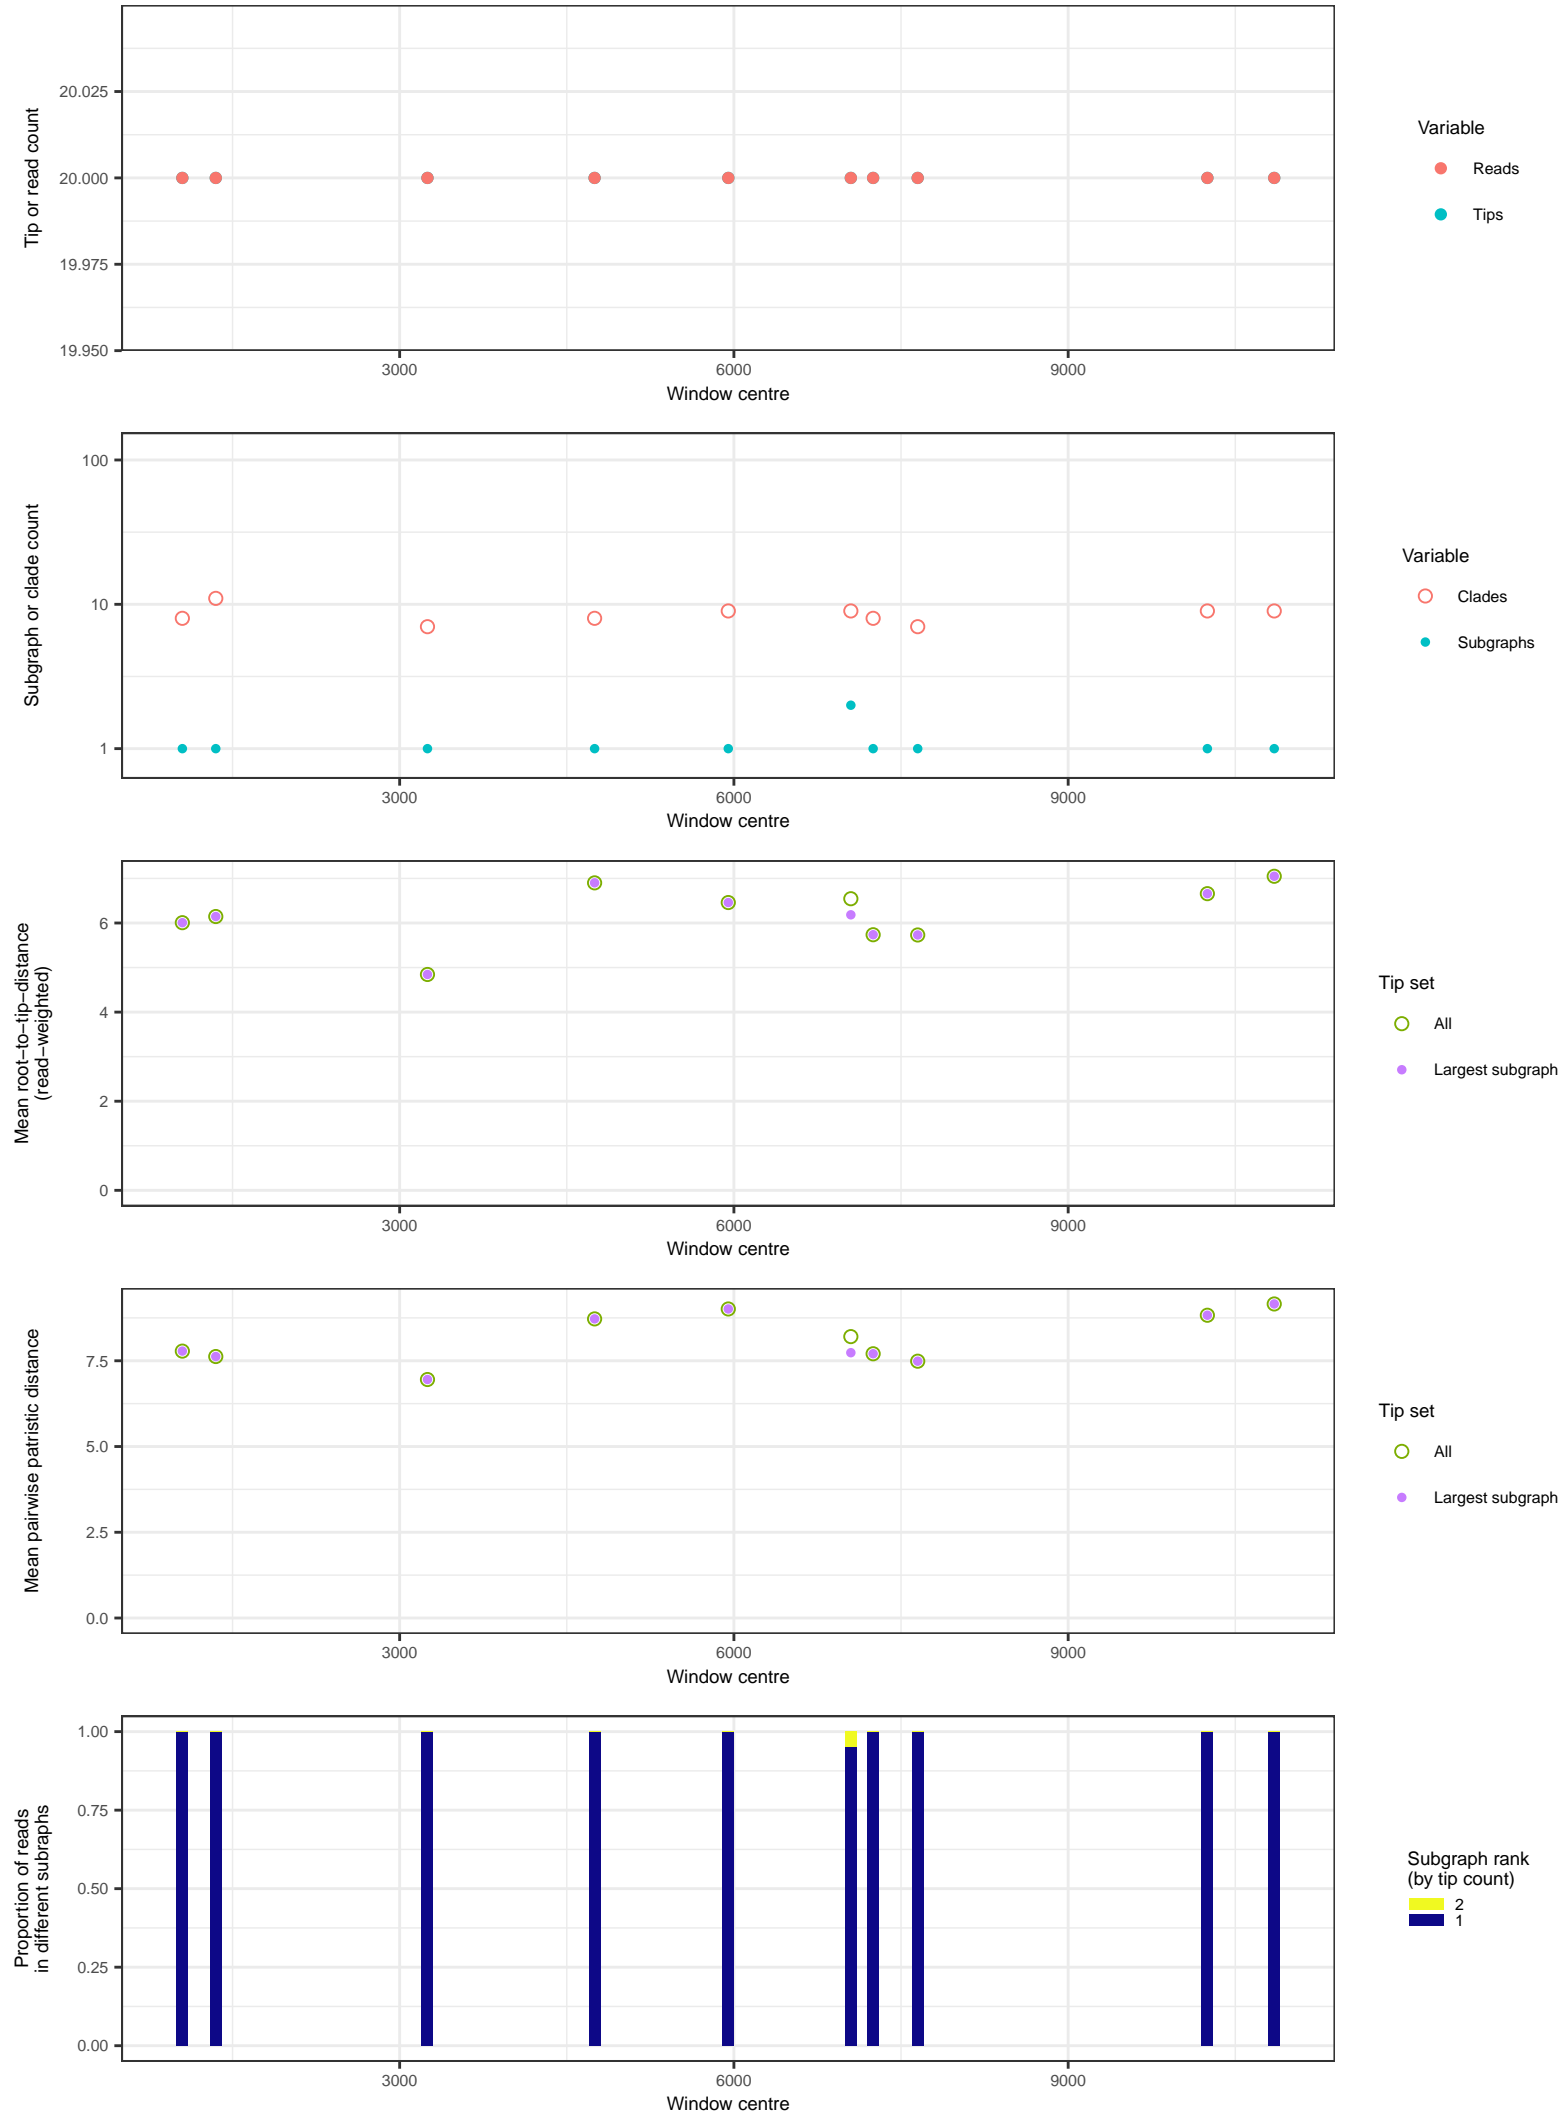 Tip or read count
20.025
20.000
19.975
19.950
3000
6000
9000
Window centre
Variable
Reads
Tips
Subgraph or clade count
100
10
1
3000
6000
9000
Window centre
Variable
Clades
Subgraphs
Mean root−to−tip−distance
(read−weighted)
6
4
2
0
3000
6000
9000
Window centre
Tip set
All
Largest subgraph
Mean pairwise patristic distance
7.5
5.0
2.5
0.0
3000
6000
9000
Window centre
Tip set
All
Largest subgraph
Proportion of reads
in different subraphs
1.00
0.75
0.50
0.25
0.00
3000
6000
9000
Window centre
Subgraph rank
(by tip count)
2
1